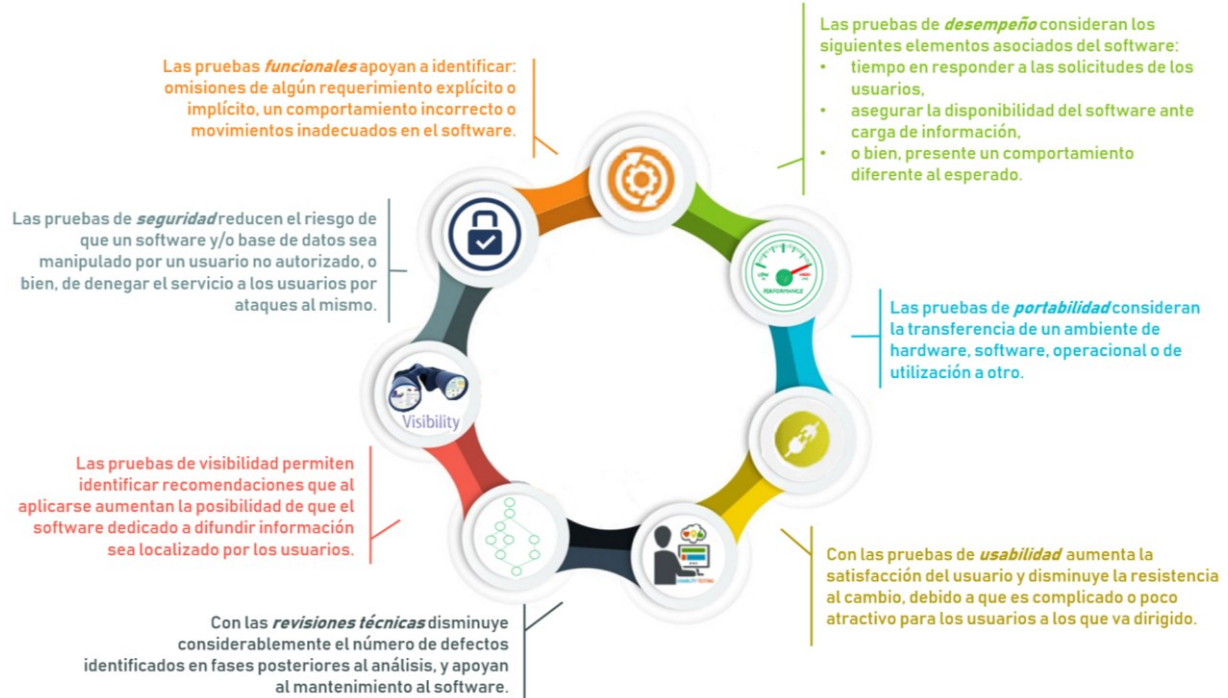 Las pruebas funcionales apoyan a identificar:
omisiones de algún requerimiento explícito o
implícito, un comportamiento incorrecto o
movimientos inadecuados en el software.
Las pruebas de desempeño consideran los
siguientes elementos asociados del software:
• tiempo en responder a las solicitudes de los
usuarios,
• asegurar la disponibilidad del software ante
carga de información,
• o bien, presente un comportamiento
diferente al esperado.
Las pruebas de seguridad reducen el riesgo de
que un software y/o base de datos sea
manipulado por un usuario no autorizado, o
bien, de denegar el servicio a los usuarios por
ataques al mismo.
LOW
HIGH
PERFORMANCE
Las pruebas de portabilidad consideran
la transferencia de un ambiente de
hardware, software, operacional o de
utilización a otro.
Visibility
Las pruebas de visibilidad permiten
identificar recomendaciones que al
aplicarse aumentan la posibilidad de que el
software dedicado a difundir información
sea localizado por los usuarios.
USABILITY TESTING
Con las pruebas de usabilidad aumenta la
satisfacción del usuario y disminuye la resistencia
al cambio, debido a que es complicado o poco
atractivo para los usuarios a los que va dirigido.
Con las revisiones técnicas disminuye
considerablemente el número de defectos
identificados en fases posteriores al análisis, y apoyan
al mantenimiento al software.